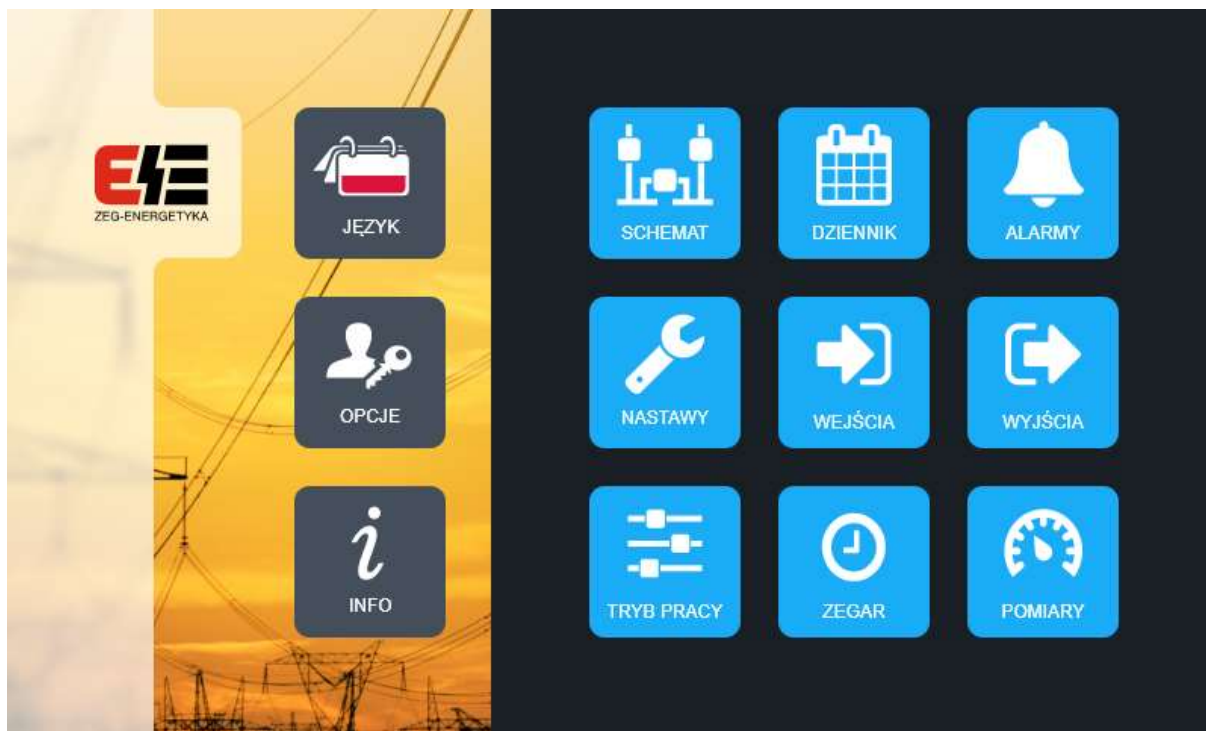 ZEG-ENERGETYKA
JĘZYK
OPCJE
INFO
SCHEMAT
DZIENNIK
ALARMY
NASTAWY
WEJŚCIA
WYJŚCIA
TRYB PRACY
ZEGAR
POMIARY